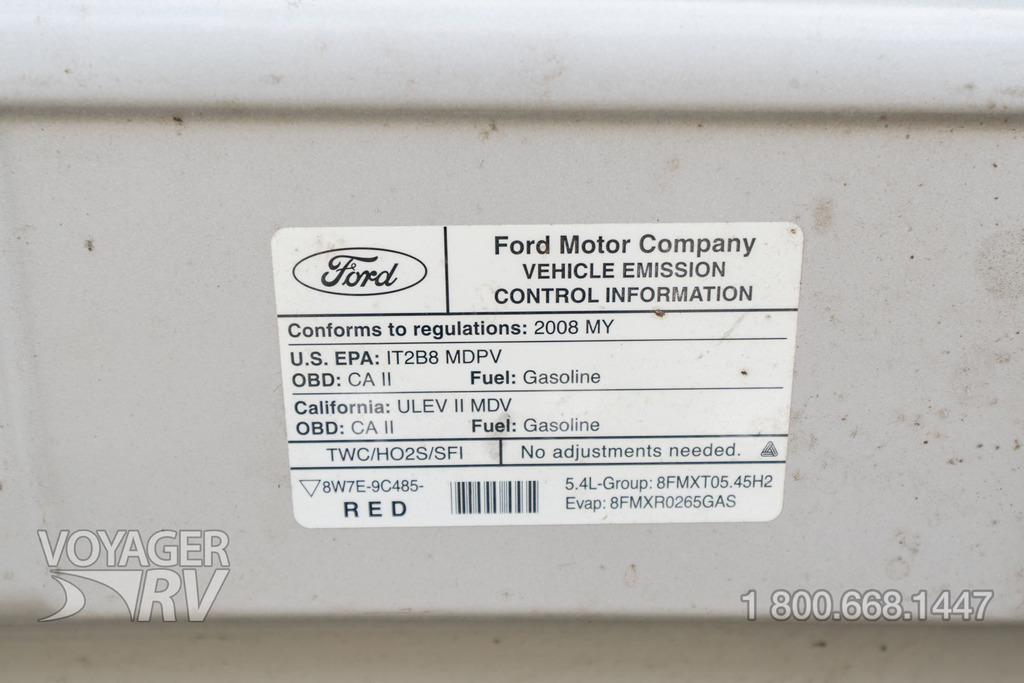 Ford
Ford Motor Company
VEHICLE EMISSION
CONTROL INFORMATION
Conforms to regulations: 2008 MY
U.S. EPA: IT2B8 MDPV
OBD: CA II Fuel: Gasoline
California: ULEV II MDV
OBD: CA II Fuel: Gasoline
TWC/HO2S/SFI No adjustments needed.
8W7E-9C485-
RED
5.4L-Group: 8FMXT05.45H2
Evap: 8FMXR0265GAS
VOYAGER
RV
1 800.668.1447